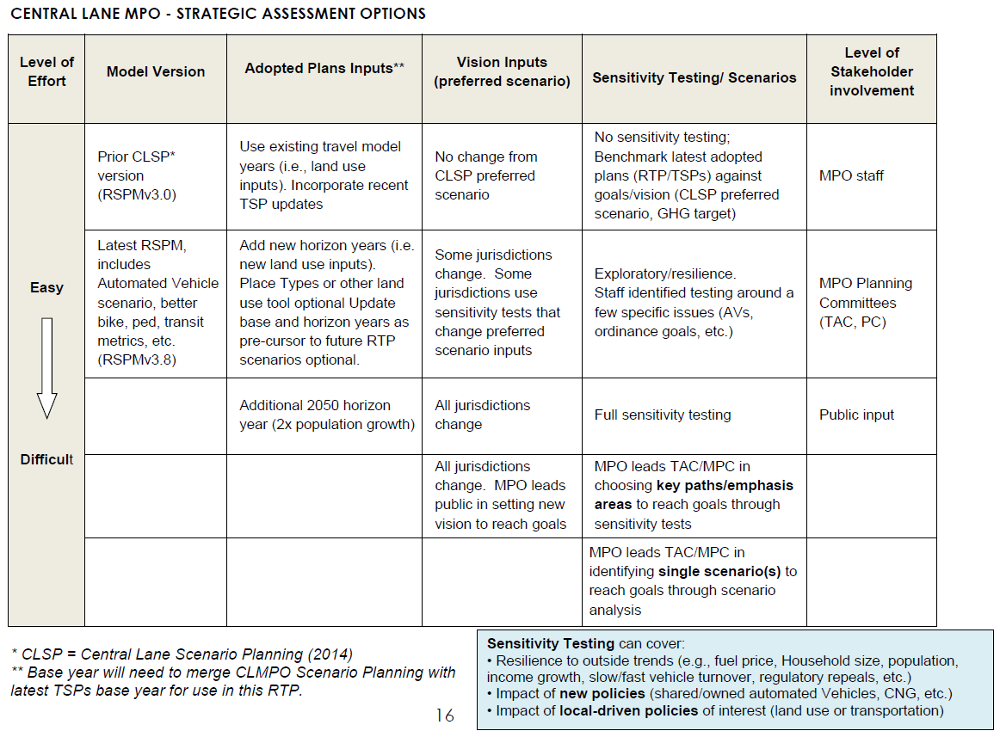 CENTRAL LANE MPO - STRATEGIC ASSESSMENT OPTIONS
Level of
Effort
Model Version
Adopted Plans Inputs**
Vision Inputs
(preferred scenario)
Sensitivity Testing/ Scenarios
Level of
Stakeholder
involvement
Easy
Difficult
Prior CLSP*
version
(RSPMv3.0)
Use existing travel model
years (i.e., land use
inputs). Incorporate recent
TSP updates
No change from
CLSP preferred
scenario
No sensitivity testing;
Benchmark latest adopted
plans (RTP/TSPs) against
goals/vision (CLSP preferred
scenario, GHG target)
MPO staff
Latest RSPM,
includes
Automated Vehicle
scenario, better
bike, ped, transit
metrics, etc.
(RSPMv3.8)
Add new horizon years (i.e.
new land use inputs).
Place Types or other land
use tool optional Update
base and horizon years as
pre-cursor to future RTP
scenarios optional.
Some jurisdictions
change. Some
jurisdictions use
sensitivity tests that
change preferred
scenario inputs
Exploratory/resilience.
Staff identified testing around a
few specific issues (AVs,
ordinance goals, etc.)
MPO Planning
Committees
(TAC, PC)
Additional 2050 horizon
year (2x population growth)
All jurisdictions
change
Full sensitivity testing
Public input
All jurisdictions
change. MPO leads
public in setting new
vision to reach goals
MPO leads TAC/MPC in
choosing key paths/emphasis
areas to reach goals through
sensitivity tests
MPO leads TAC/MPC in
identifying single scenario(s) to
reach goals through scenario
analysis
* CLSP = Central Lane Scenario Planning (2014)
** Base year will need to merge CLMPO Scenario Planning with
latest TSPs base year for use in this RTP.
Sensitivity Testing can cover:
• Resilience to outside trends (e.g., fuel price, Household size, population,
income growth, slow/fast vehicle turnover, regulatory repeals, etc.)
• Impact of new policies (shared/owned automated Vehicles, CNG, etc.)
• Impact of local-driven policies of interest (land use or transportation)
16